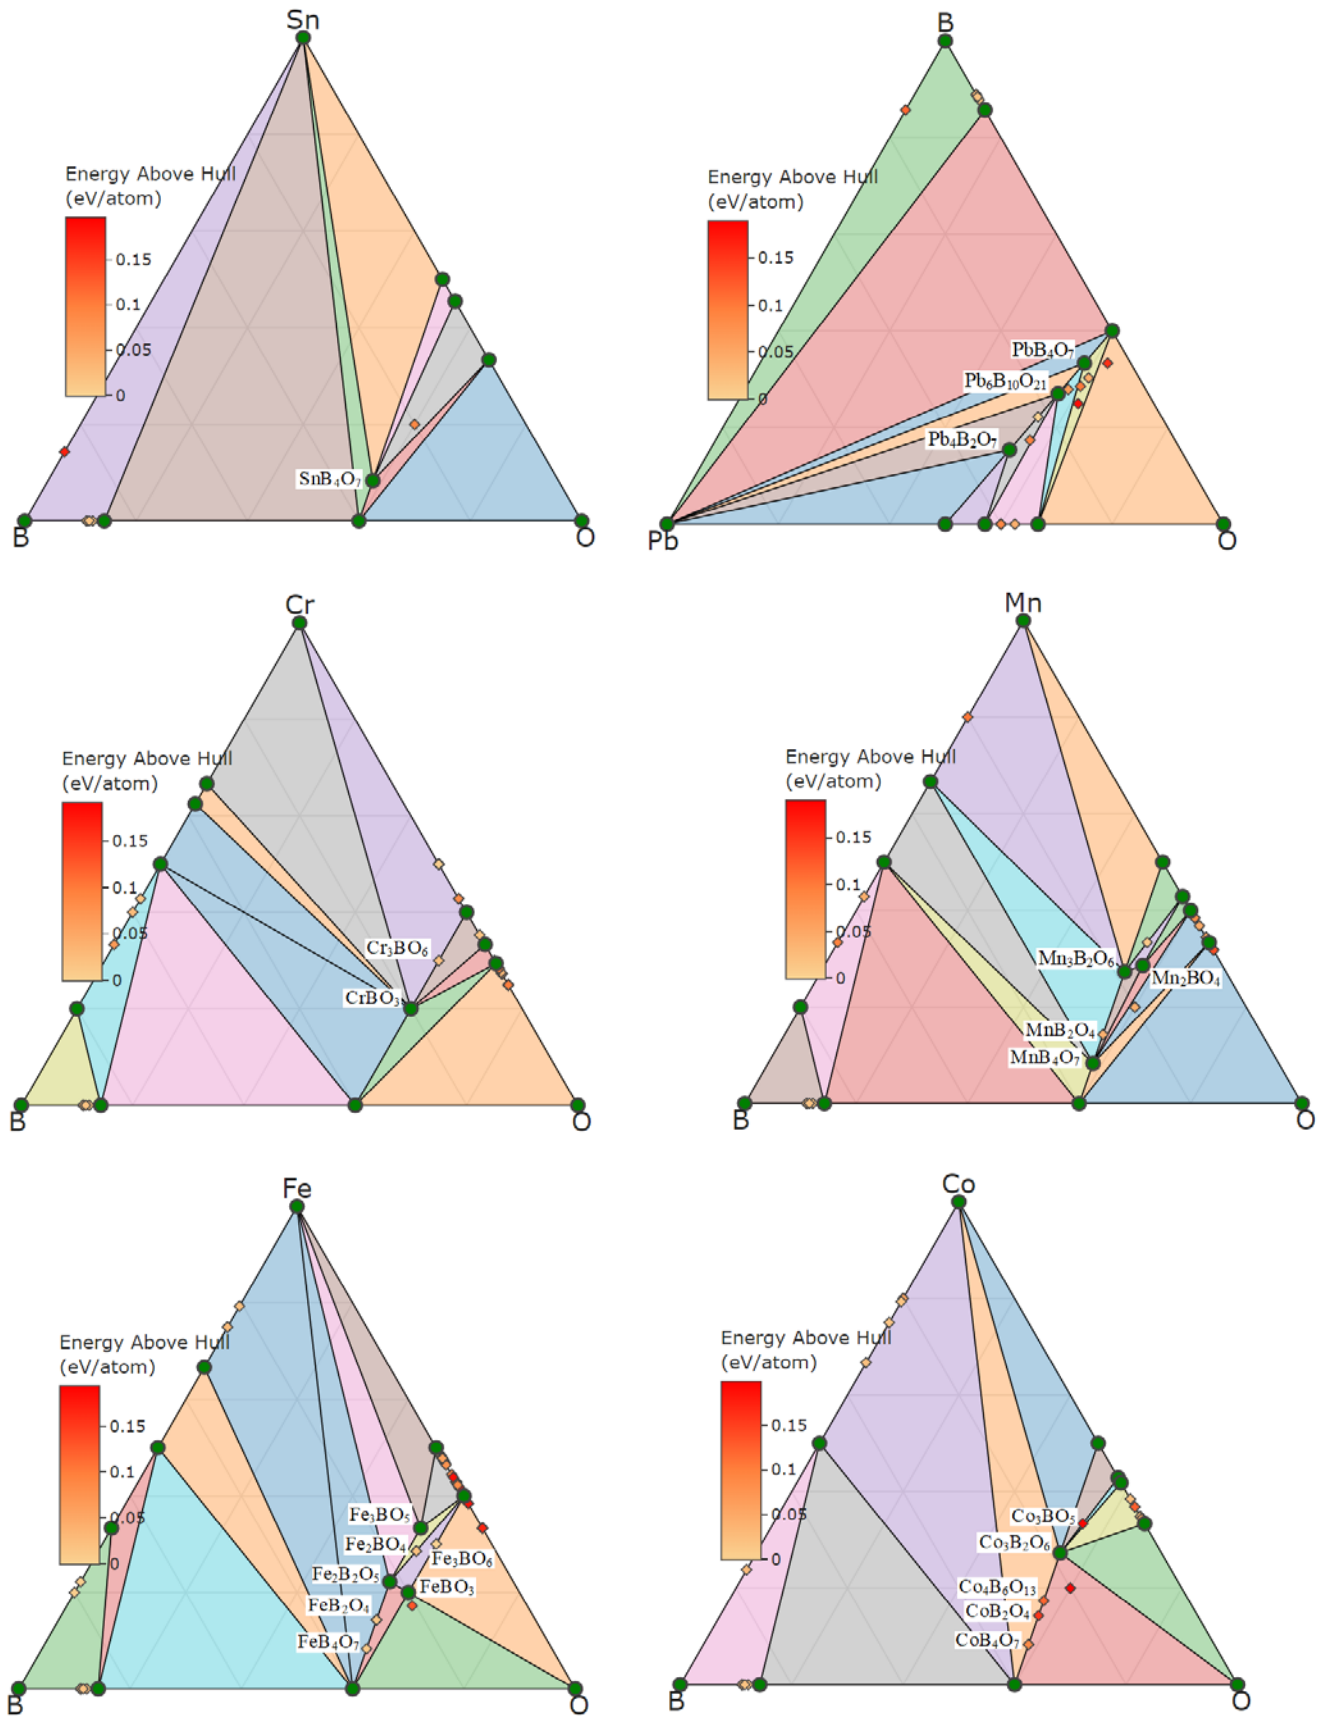 Sn
Energy Above Hull
(eV/atom)
0.15
0.1
0.05
0
SnB₄O₇
B
O
B
Energy Above Hull
(eV/atom)
0.15
0.1
0.05
0
PbB₄O₇
Pb₆B₁₀O₂₁
Pb₄B₂O₇
Pb
O
Cr
Energy Above Hull
(eV/atom)
0.15
0.1
0.05
0
Cr₃BO₆
CrBO₃
B
O
Mn
Energy Above Hull
(eV/atom)
0.15
0.1
0.05
0
Mn₃B₂O₆
Mn₂BO₄
MnB₂O₄
MnB₄O₇
B
O
Fe
Energy Above Hull
(eV/atom)
0.15
0.1
0.05
0
Fe₃BO₅
Fe₂BO₄
Fe₃BO₆
Fe₂B₂O₅
FeBO₃
FeB₂O₄
FeB₄O₇
B
O
Co
Energy Above Hull
(eV/atom)
0.15
0.1
0.05
0
Co₃BO₅
Co₃B₂O₆
Co₄B₆O₁₃
CoB₂O₄
CoB₄O₇
B
O